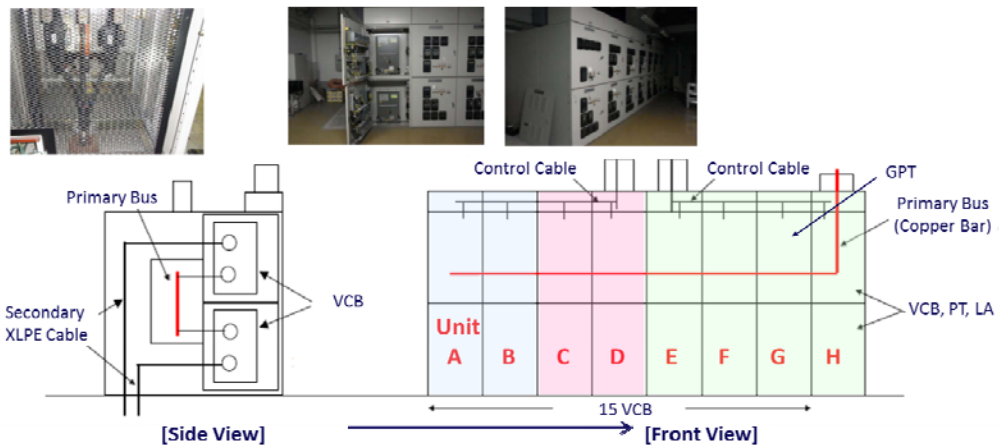 Control Cable
Control Cable
GPT
Primary Bus
Primary Bus
(Copper Bar)
VCB
Secondary
XLPE Cable
VCB, PT, LA
Unit
A B C D E F G H
15 VCB
[Side View]
[Front View]